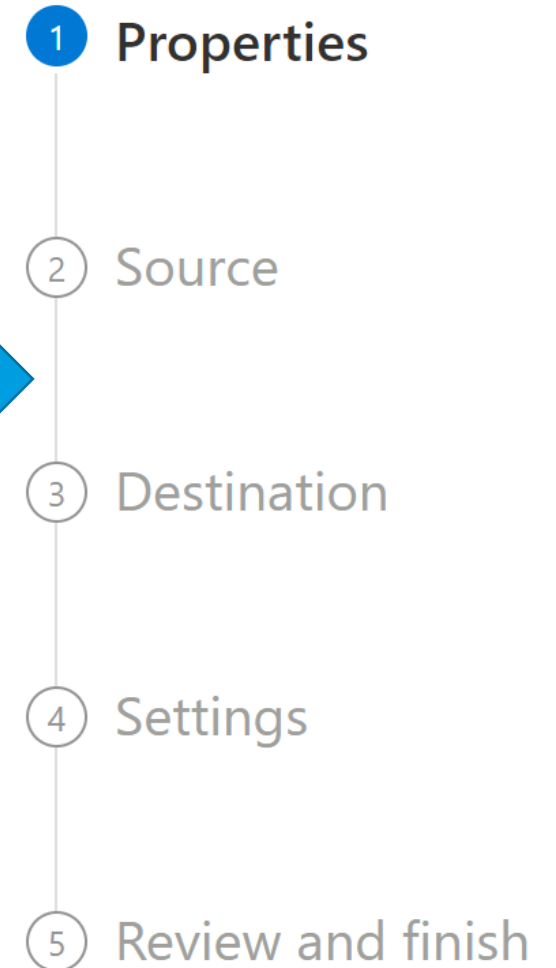 1 Properties
2 Source
3 Destination
4 Settings
5 Review and finish